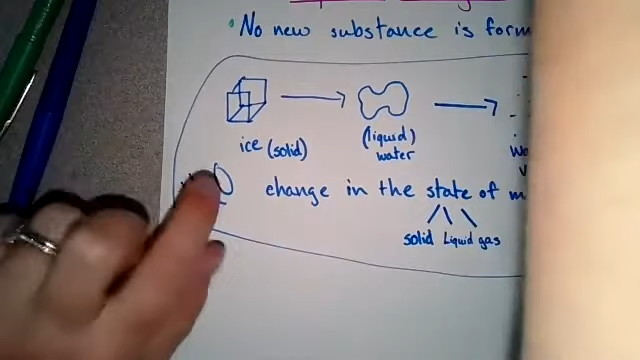 • No new substance is form
ice (solid)
(liquid)
water
change in the state of m
solid Liquid gas